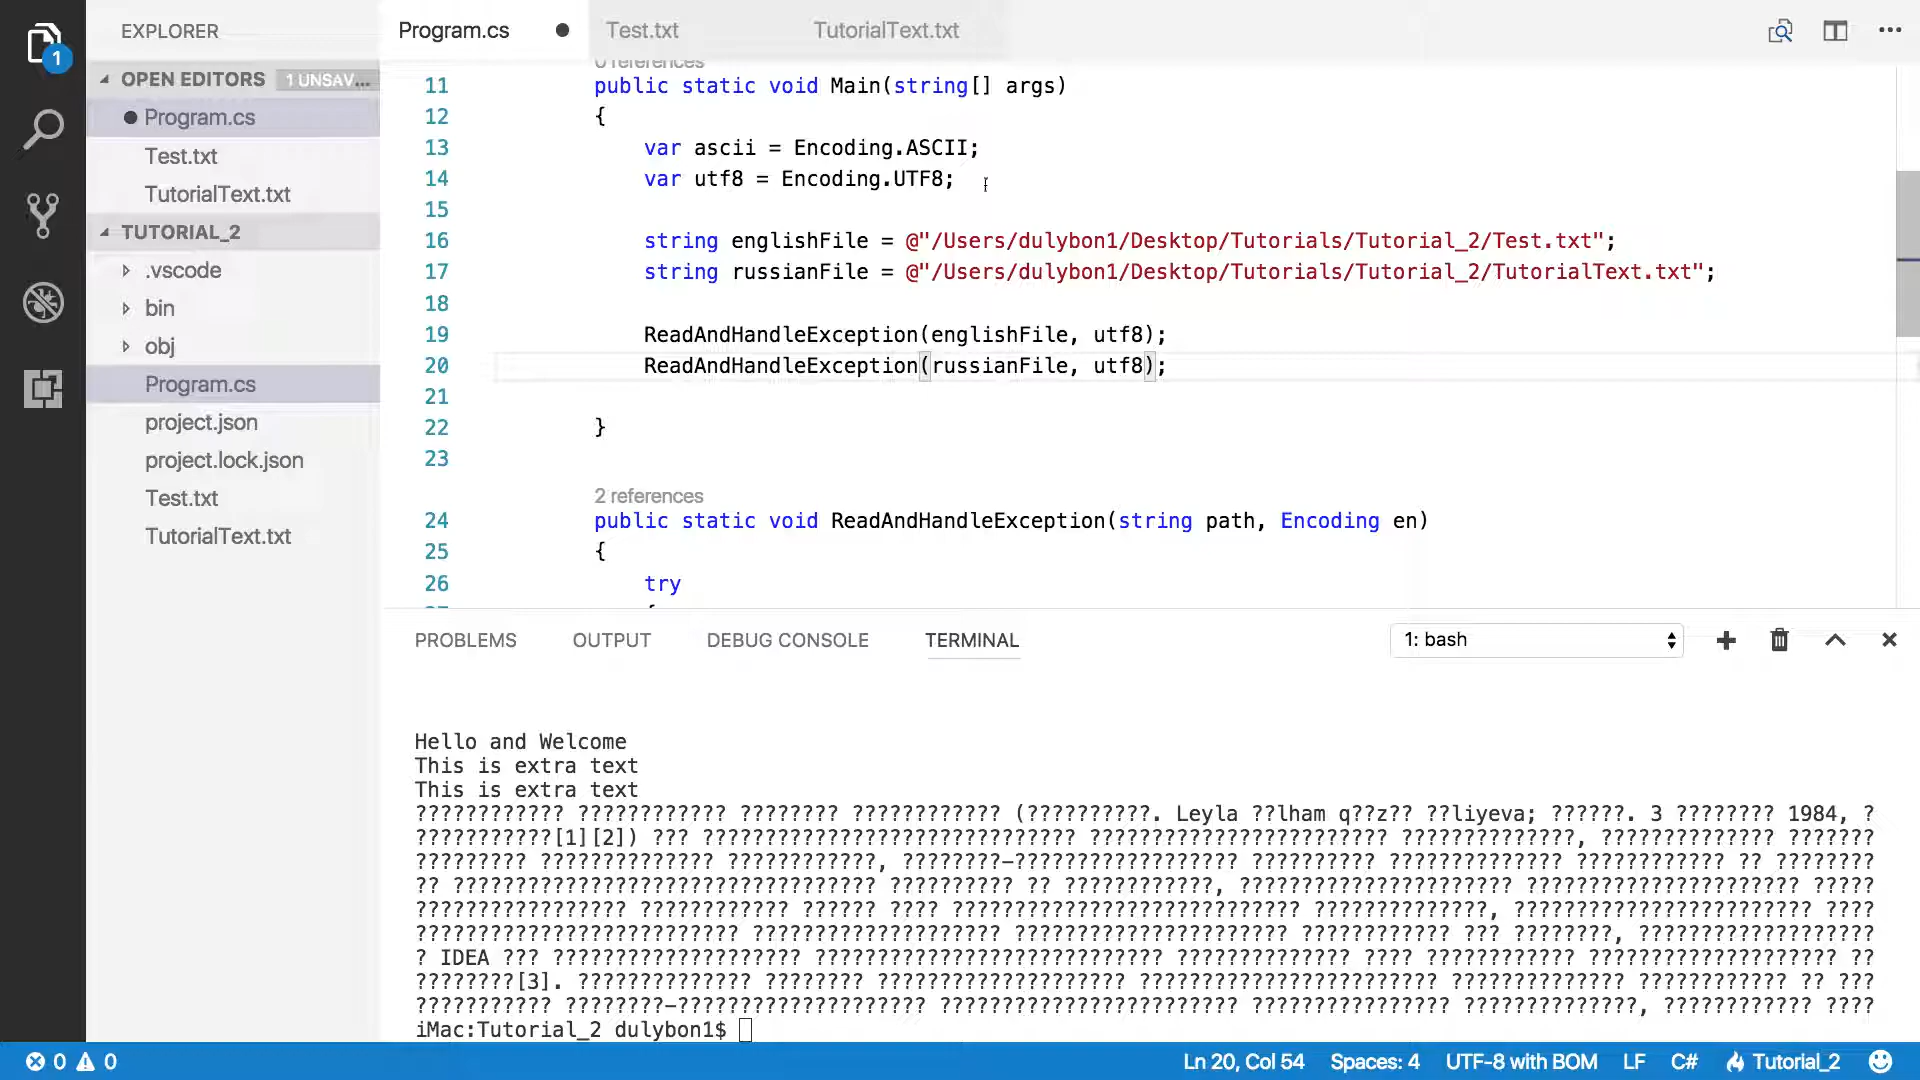 EXPLORER
Program.cs
Test.txt
TutorialText.txt
1
OPEN EDITORS
1 UNSAV...
Program.cs
Test.txt
TutorialText.txt
TUTORIAL_2
.vscode
bin
obj
Program.cs
project.json
project.lock.json
Test.txt
TutorialText.txt
0 references
11 public static void Main(string[] args)
12 {
13 var ascii = Encoding.ASCII;
14 var utf8 = Encoding.UTF8;
15
16 string englishFile = @"/Users/dulybon1/Desktop/Tutorials/Tutorial_2/Test.txt";
17 string russianFile = @"/Users/dulybon1/Desktop/Tutorials/Tutorial_2/TutorialText.txt";
18
19 ReadAndHandleException(englishFile, utf8);
20 ReadAndHandleException(russianFile, utf8);
21
22 }
23
2 references
24 public static void ReadAndHandleException(string path, Encoding en)
25 {
26 try
PROBLEMS OUTPUT DEBUG CONSOLE TERMINAL
1: bash
Hello and Welcome
This is extra text
This is extra text
???????????? ???????????? ???????? ???????????? (??????????. Leyla ??lham q??z?? ??liyeva; ??????. 3 ???????? 1984, ?
???????????[1][2]) ??? ?????????????????????????????? ???????????????????????? ??????????????, ?????????????? ???????
????????? ?????????????? ????????????, ????????-?????????????????? ?????????? ?????????????? ???????????? ?? ????????
?? ?????????????????????????????????? ?????????? ?? ????????????, ?????????????????????? ?????????????????????? ?????
????????????????? ???????????? ?????? ???? ???????????????????????????? ??????????????, ???????????????????????? ????
?????????????????????????? ???????????????????? ?????????????????????? ???????????? ??? ????????, ???????????????????
? IDEA ??? ???????????????????? ???????????????????????????? ?????????????? ???? ???????????? ???????????????????? ??
????????[3]. ?????????????? ???????? ???????????????????? ???????????????????????? ?????????????? ???????????? ?? ???
??????????? ????????-???????????????????? ???????????????????????? ???????????????? ??????????????, ???????????? ????
iMac:Tutorial_2 dulybon1$
0 0
Ln 20, Col 54 Spaces: 4 UTF-8 with BOM LF C# Tutorial_2